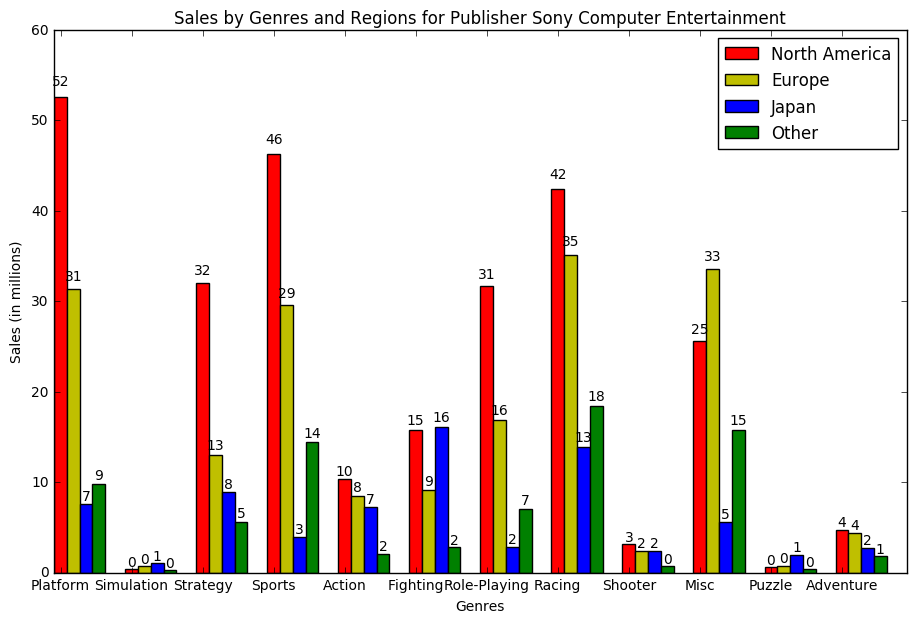 Sales by Genres and Regions for Publisher Sony Computer Entertainment
North America
Europe
Japan
Other
Sales (in millions)
60
50
40
30
20
10
0
52
31
7
9
0
0
1
0
32
13
8
5
46
29
3
14
10
8
7
2
15
9
16
2
31
16
2
7
42
35
13
18
3
2
2
0
25
33
5
15
0
0
1
0
4
4
2
1
Platform
Simulation
Strategy
Sports
Action
Fighting
Role-Playing
Racing
Shooter
Misc
Puzzle
Adventure
Genres